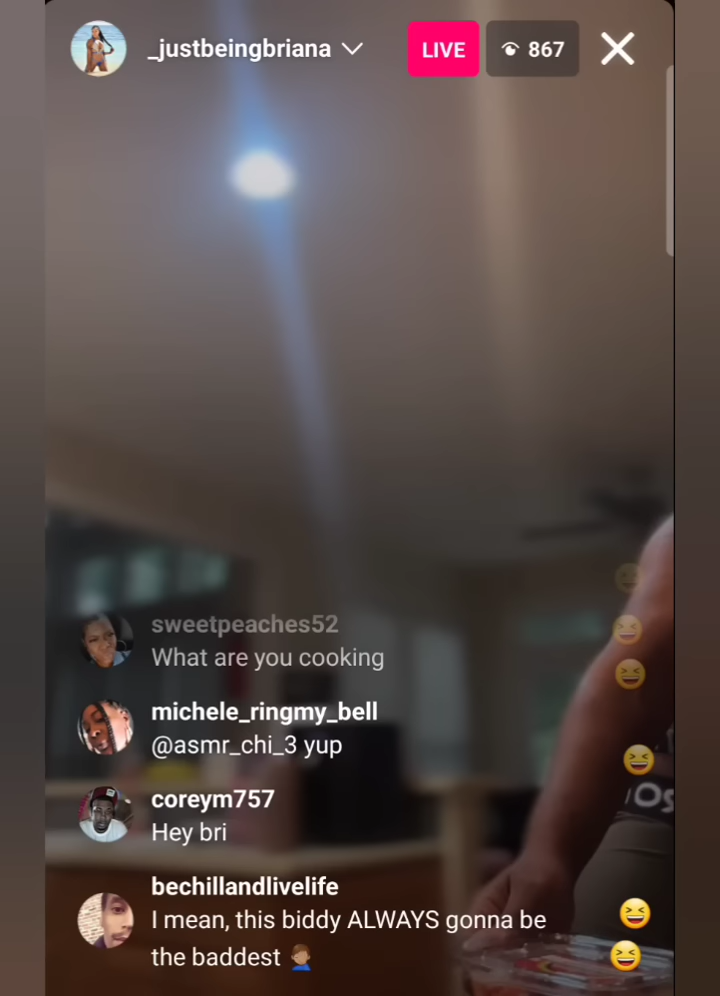 _justbeingbriana
LIVE
867
sweetpeaches52
What are you cooking
michele_ringmy_bell
@asmr_chi_3 yup
coreym757
Hey bri
bechillandlivelife
I mean, this biddy ALWAYS gonna be
the baddest 🤦🏽‍♂️